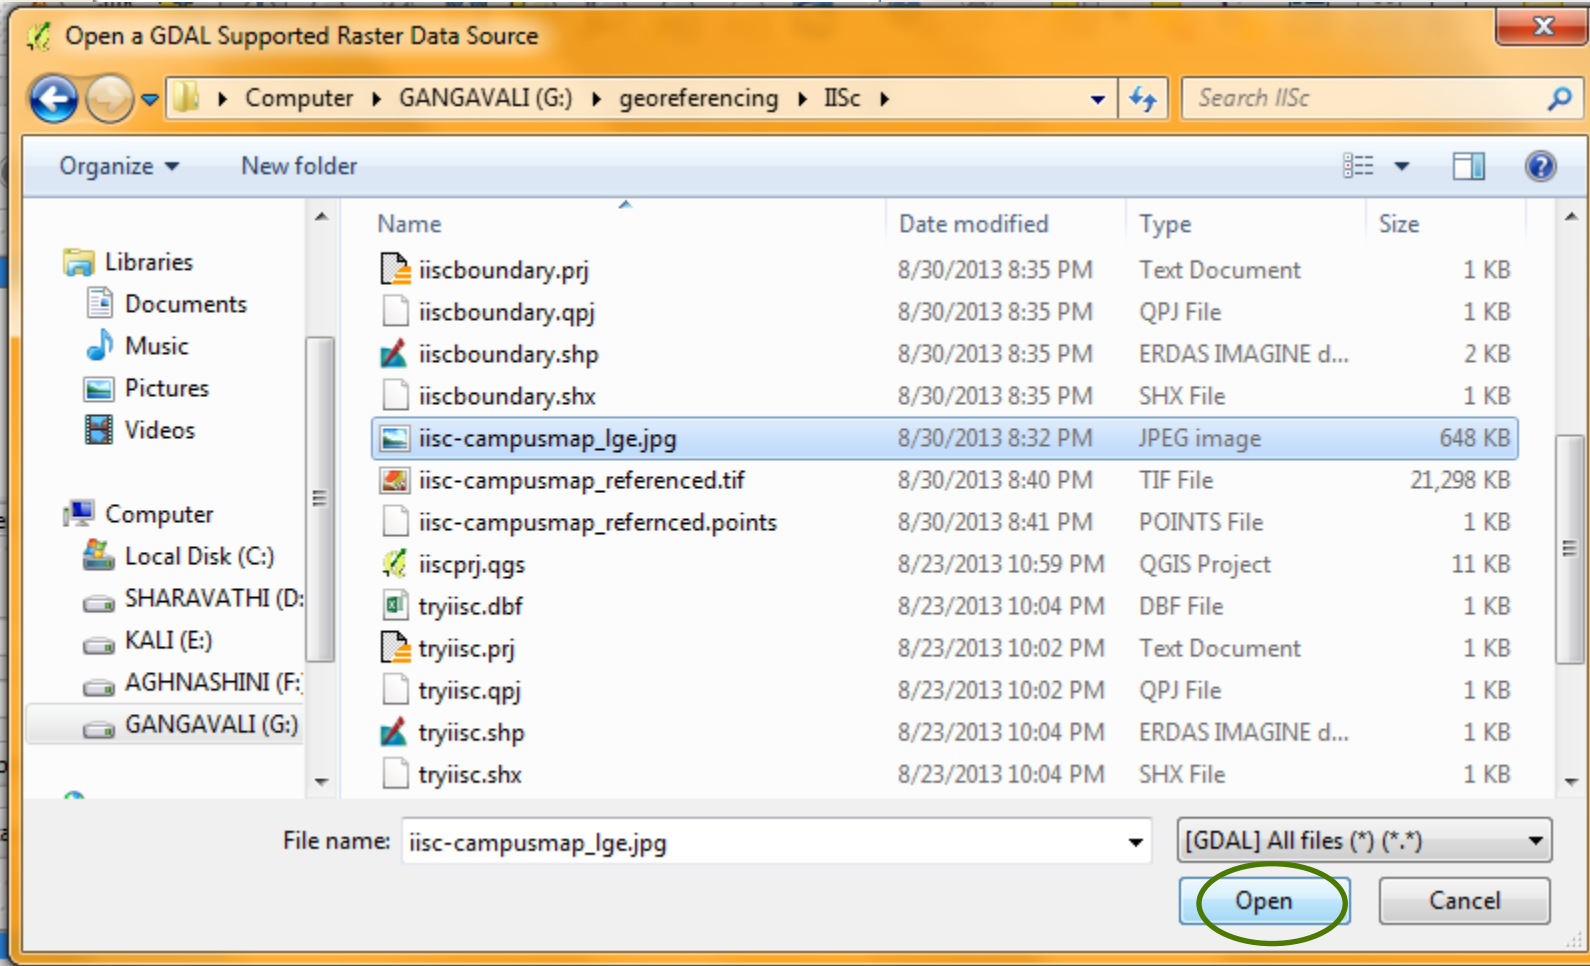 Open a GDAL Supported Raster Data Source
X
Computer GANGAVALI (G:) georeferencing IISc Search IISc
Organize New folder
Name Date modified Type Size
Libraries
Documents
Music
Pictures
Videos
Computer
Local Disk (C:)
SHARAVATHI (D:
KALI (E:)
AGHNASHINI (F:
GANGAVALI (G:)
iiscboundary.prj 8/30/2013 8:35 PM Text Document 1 KB
iiscboundary.qpj 8/30/2013 8:35 PM QPJ File 1 KB
iiscboundary.shp 8/30/2013 8:35 PM ERDAS IMAGINE d... 2 KB
iiscboundary.shx 8/30/2013 8:35 PM SHX File 1 KB
iisc-campusmap_lge.jpg 8/30/2013 8:32 PM JPEG image 648 KB
iisc-campusmap_referenced.tif 8/30/2013 8:40 PM TIF File 21,298 KB
iisc-campusmap_refernced.points 8/30/2013 8:41 PM POINTS File 1 KB
iiscprj.qgs 8/23/2013 10:59 PM QGIS Project 11 KB
tryiisc.dbf 8/23/2013 10:04 PM DBF File 1 KB
tryiisc.prj 8/23/2013 10:02 PM Text Document 1 KB
tryiisc.qpj 8/23/2013 10:02 PM QPJ File 1 KB
tryiisc.shp 8/23/2013 10:04 PM ERDAS IMAGINE d... 1 KB
tryiisc.shx 8/23/2013 10:04 PM SHX File 1 KB
File name: iisc-campusmap_lge.jpg [GDAL] All files (*) (*.*)
Open Cancel